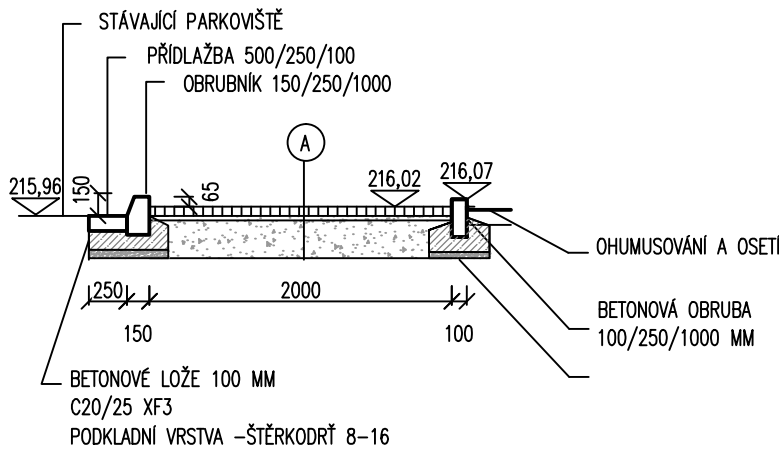 STÁVAJÍCÍ PARKOVIŠTĚ
PŘÍDLAŽBA 500/250/100
OBRUBNÍK 150/250/1000
A
215,96
150
65
216,02
216,07
OHUMUSOVÁNÍ A OSETÍ
250
2000
150
100
BETONOVÁ OBRUBA
100/250/1000 MM
BETONOVÉ LOŽE 100 MM
C20/25 XF3
PODKLADNÍ VRSTVA -ŠTĚRKODRŤ 8-16